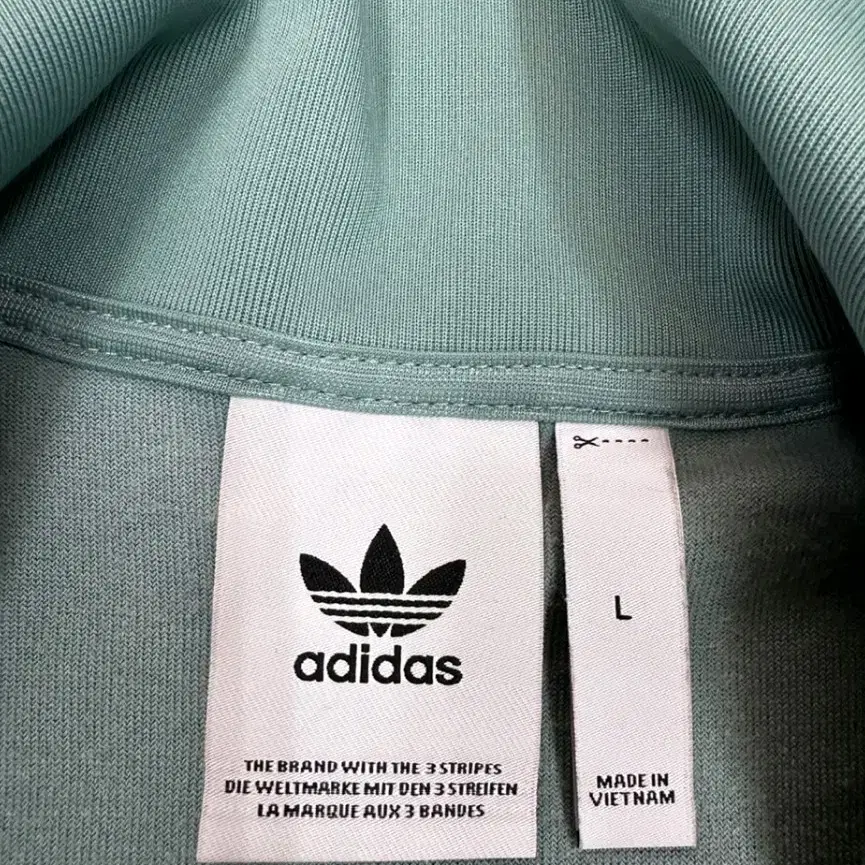 adidas
THE BRAND WITH THE 3 STRIPES
DIE WELTMARKE MIT DEN 3 STREIFEN
LA MARQUE AUX 3 BANDES
L
MADE IN
VIETNAM